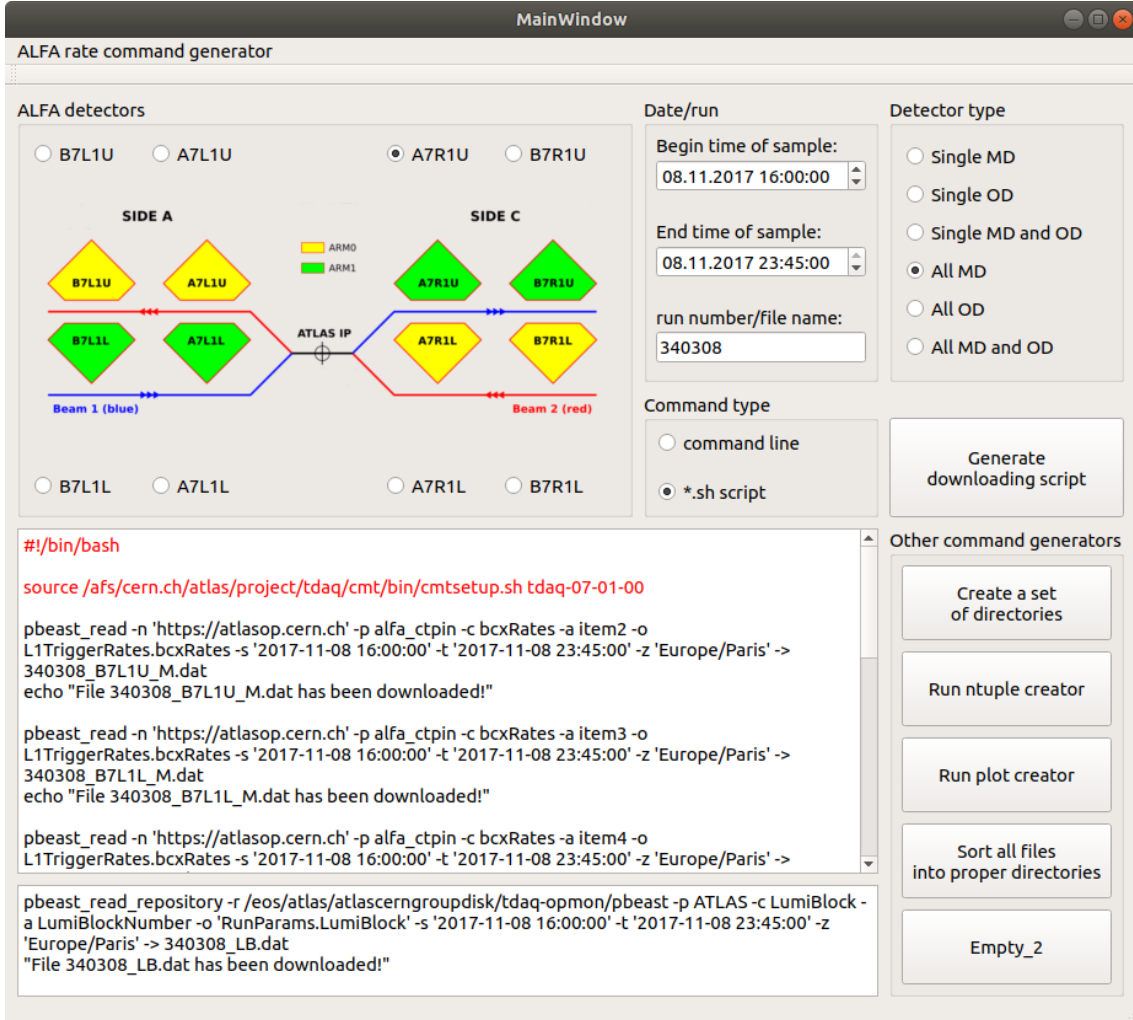 MainWindow
ALFA rate command generator
ALFA detectors
B7L1U
A7L1U
A7R1U
B7R1U
SIDE A
SIDE C
ARM0
ARM1
B7L1U
A7L1U
A7R1U
B7R1U
ATLAS IP
B7L1L
A7L1L
A7R1L
B7R1L
Beam 1 (blue)
Beam 2 (red)
B7L1L
A7L1L
A7R1L
B7R1L
Date/run
Begin time of sample:
08.11.2017 16:00:00
End time of sample:
08.11.2017 23:45:00
run number/file name:
340308
Command type
command line
*.sh script
Detector type
Single MD
Single OD
Single MD and OD
All MD
All OD
All MD and OD
Generate
downloading script
#!/bin/bash
source /afs/cern.ch/atlas/project/tdaq/cmt/bin/cmtsetup.sh tdaq-07-01-00
pbeast_read -n 'https://atlasop.cern.ch' -p alfa_ctpin -c bcxRates -a item2 -o
L1TriggerRates.bcxRates -s '2017-11-08 16:00:00' -t '2017-11-08 23:45:00' -z 'Europe/Paris' ->
340308_B7L1U_M.dat
echo "File 340308_B7L1U_M.dat has been downloaded!"
pbeast_read -n 'https://atlasop.cern.ch' -p alfa_ctpin -c bcxRates -a item3 -o
L1TriggerRates.bcxRates -s '2017-11-08 16:00:00' -t '2017-11-08 23:45:00' -z 'Europe/Paris' ->
340308_B7L1L_M.dat
echo "File 340308_B7L1L_M.dat has been downloaded!"
pbeast_read -n 'https://atlasop.cern.ch' -p alfa_ctpin -c bcxRates -a item4 -o
L1TriggerRates.bcxRates -s '2017-11-08 16:00:00' -t '2017-11-08 23:45:00' -z 'Europe/Paris' ->
pbeast_read_repository -r /eos/atlas/atlascerngroupdisk/tdaq-opmon/pbeast -p ATLAS -c LumiBlock -
a LumiBlockNumber -o 'RunParams.LumiBlock' -s '2017-11-08 16:00:00' -t '2017-11-08 23:45:00' -z
'Europe/Paris' -> 340308_LB.dat
"File 340308_LB.dat has been downloaded!"
Other command generators
Create a set
of directories
Run ntuple creator
Run plot creator
Sort all files
into proper directories
Empty_2